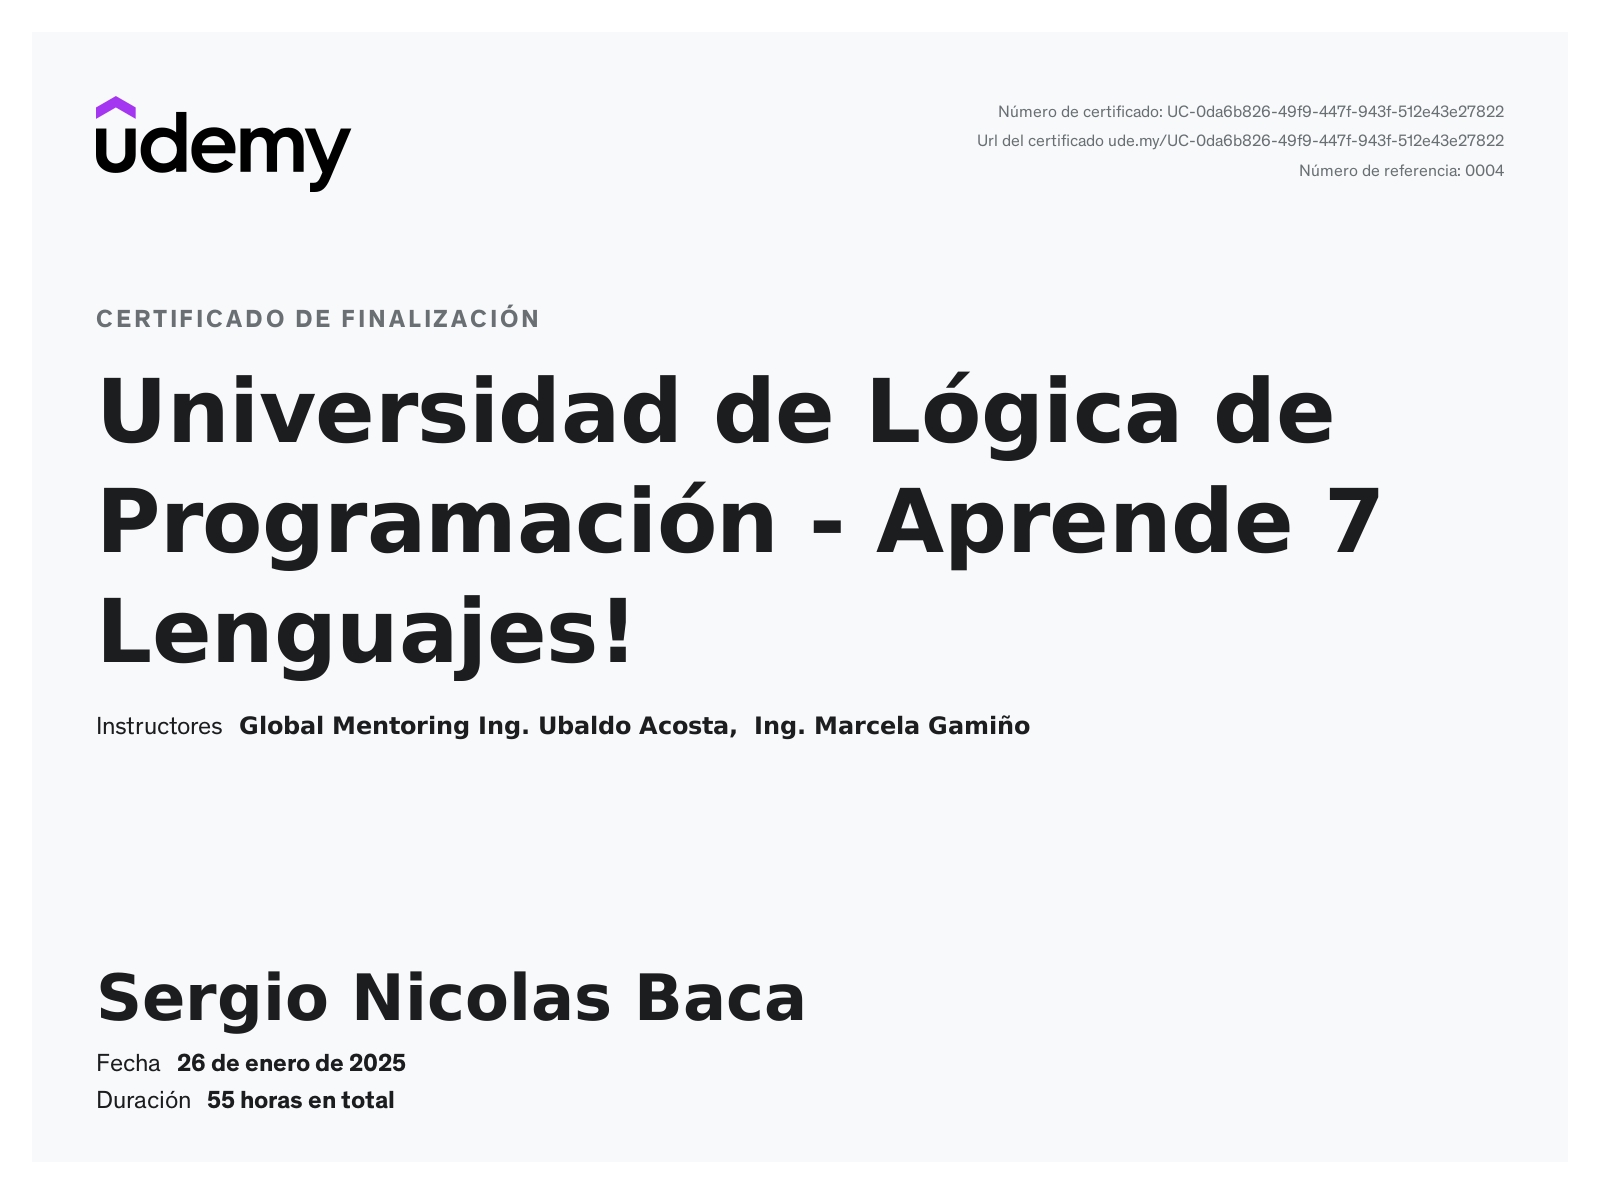 udemy
Número de certificado: UC-0da6b826-49f9-447f-943f-512e43e27822
Url del certificado ude.my/UC-0da6b826-49f9-447f-943f-512e43e27822
Número de referencia: 0004
CERTIFICADO DE FINALIZACIÓN
Universidad de Lógica de
Programación - Aprende 7
Lenguajes!
Instructores Global Mentoring Ing. Ubaldo Acosta, Ing. Marcela Gamiño
Sergio Nicolas Baca
Fecha 26 de enero de 2025
Duración 55 horas en total